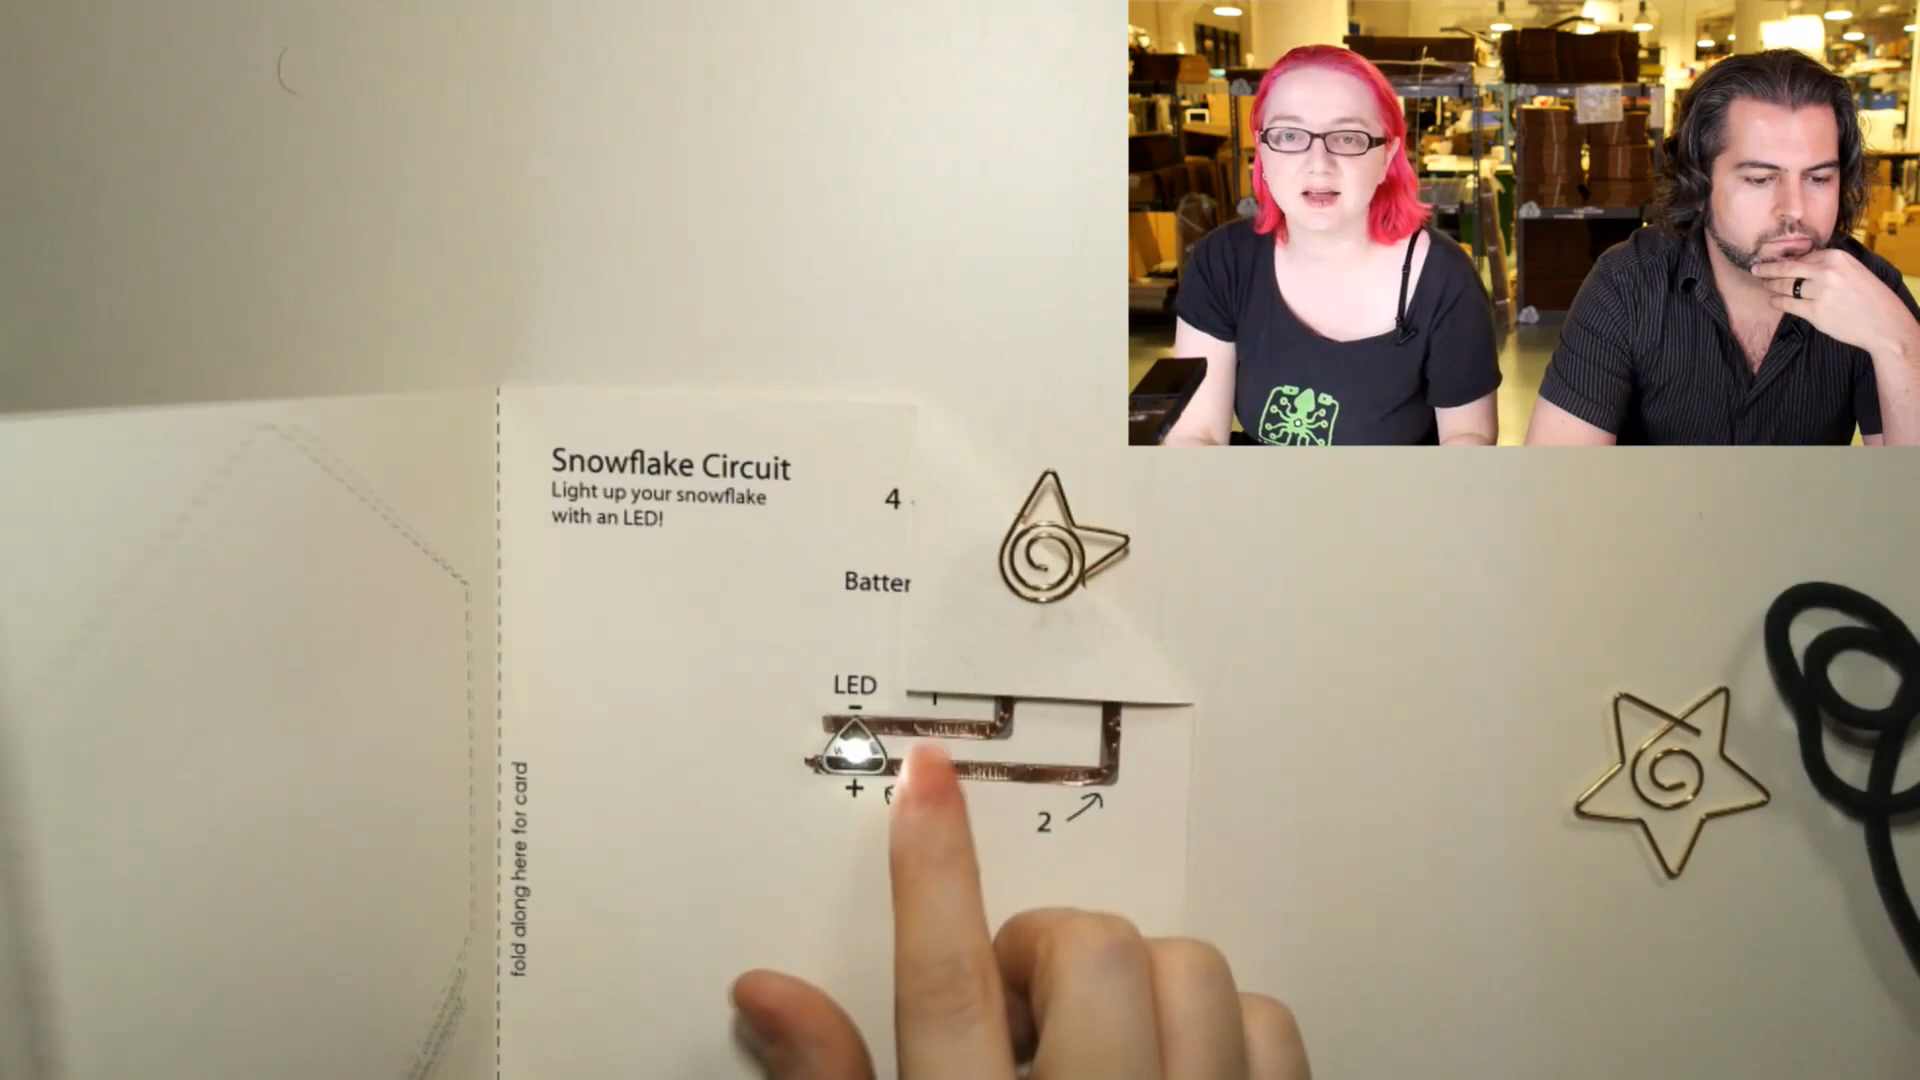 Snowflake Circuit
Light up your snowflake
with an LED!
4
Batter
LED
-
+
2
fold along here for card